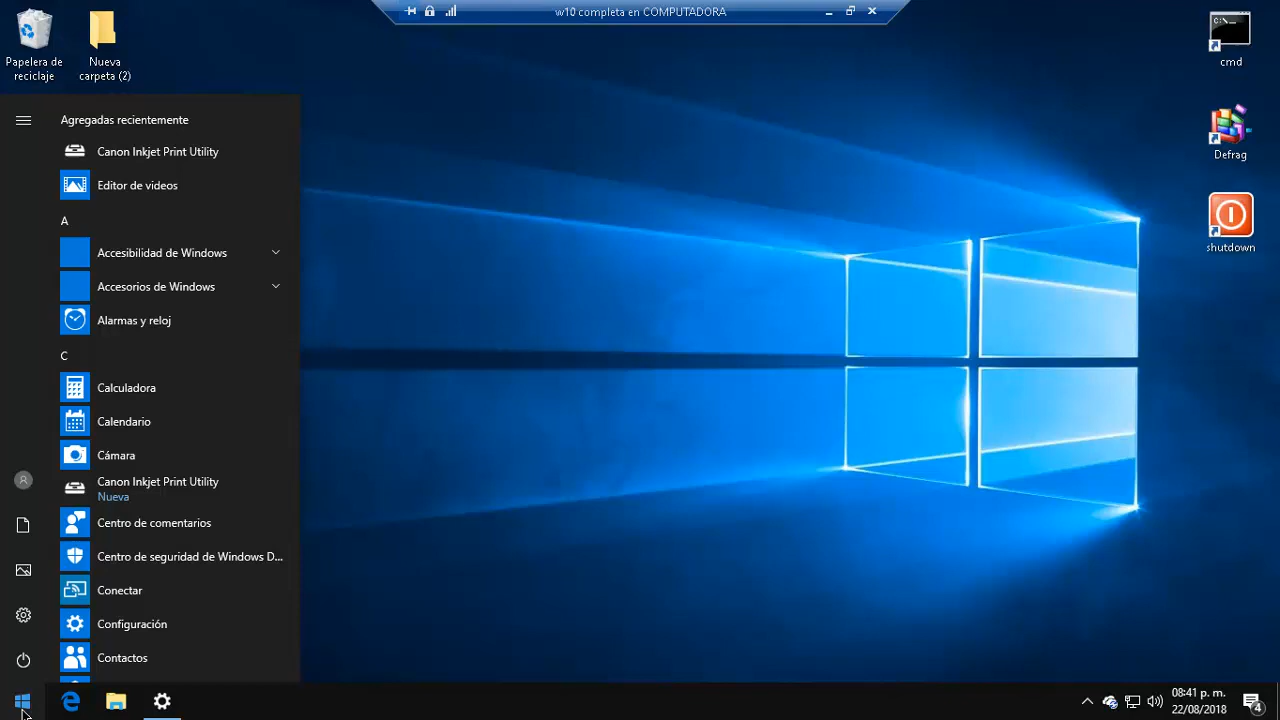 w10 completa en COMPUTADORA
Papelera de
reciclaje
Nueva
carpeta (2)
C:\_
cmd
Defrag
shutdown
Agregadas recientemente
Canon Inkjet Print Utility
Editor de videos
A
Accesibilidad de Windows
Accesorios de Windows
Alarmas y reloj
C
Calculadora
Calendario
Cámara
Canon Inkjet Print Utility
Nueva
Centro de comentarios
Centro de seguridad de Windows D...
Conectar
Configuración
Contactos
08:41 p. m.
22/08/2018
4